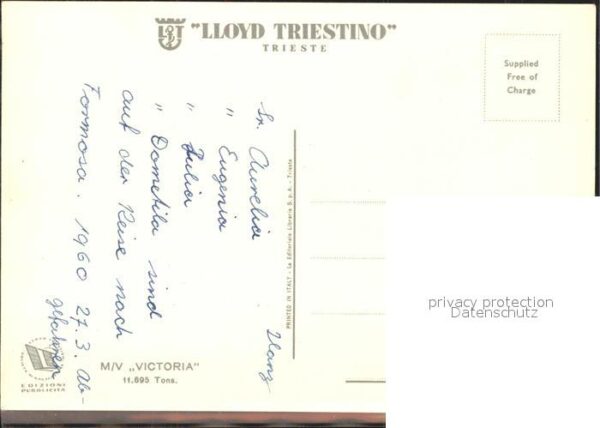 "LLOYD TRIESTINO"
TRIESTE
Supplied
Free of
Charge
Sr. Aurelia
" Eugenia
" Julia
" Dometila sind
auf der Reise nach
Formosa. 1960 27.3. Ab-
gefahren
Ilanz
PRINTED IN ITALY - La Editoriale Libraria S.p.A. - Trieste
privacy protection
Datenschutz
M/V „VICTORIA"
11.695 Tons.
EDIZIONI
PUBBLICITÀ